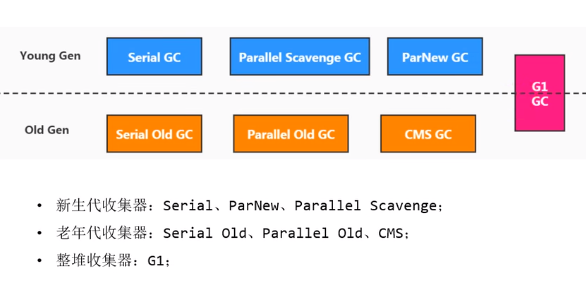 Young Gen
Serial GC
Parallel Scavenge GC
ParNew GC
G1
GC
Old Gen
Serial Old GC
Parallel Old GC
CMS GC
• 新生代收集器：Serial、ParNew、Parallel Scavenge；
• 老年代收集器：Serial Old、Parallel Old、CMS；
• 整堆收集器：G1；